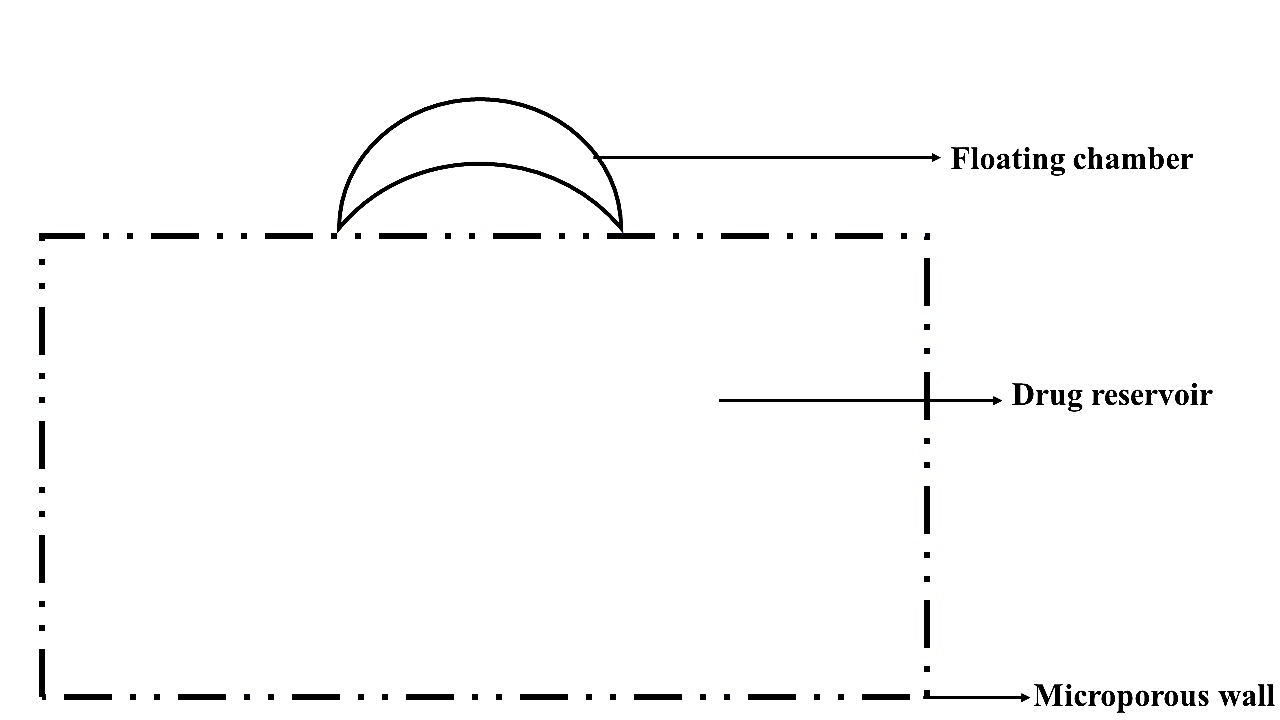 Floating chamber
Drug reservoir
Microporous wall